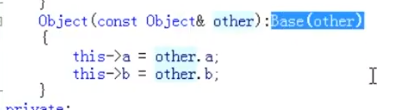 Object(const Object& other):Base(other)
{
this->a = other.a;
this->b = other.b;
}
private: